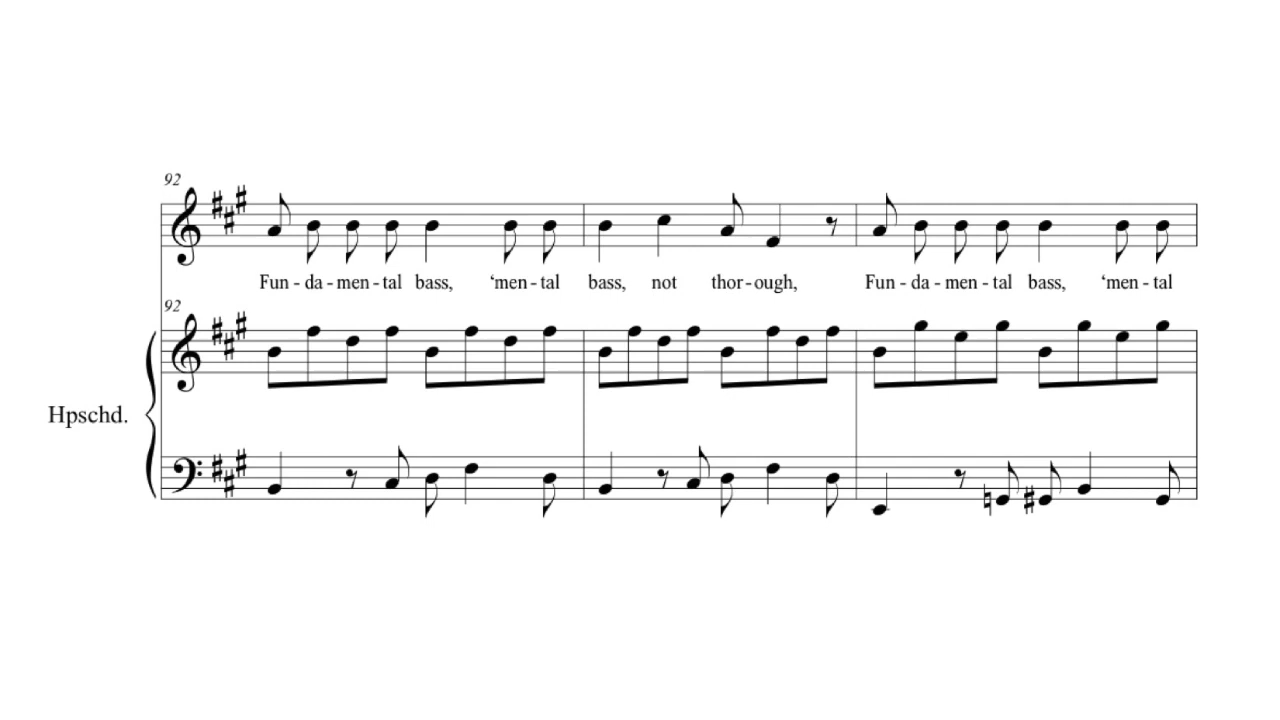 92
Fun - da - men - tal bass, ‘men - tal bass, not thor - ough, Fun - da - men - tal bass, ‘men - tal
92
Hpschd.